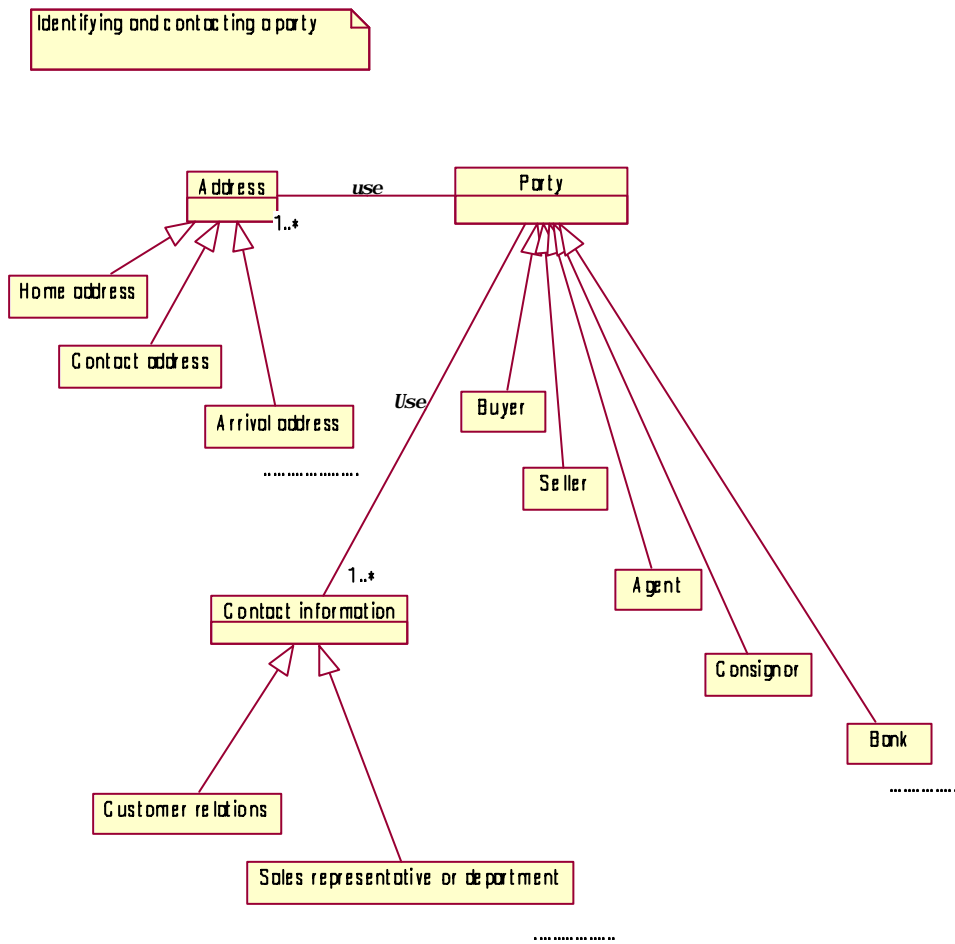 Identifying and contacting a party
Address
use
Party
1..*
Home address
Contact address
Arrival address
....................
Use
Buyer
Seller
Agent
Consignor
Bank
...............
1..*
Contact information
Customer relations
Sales representative or department
.................